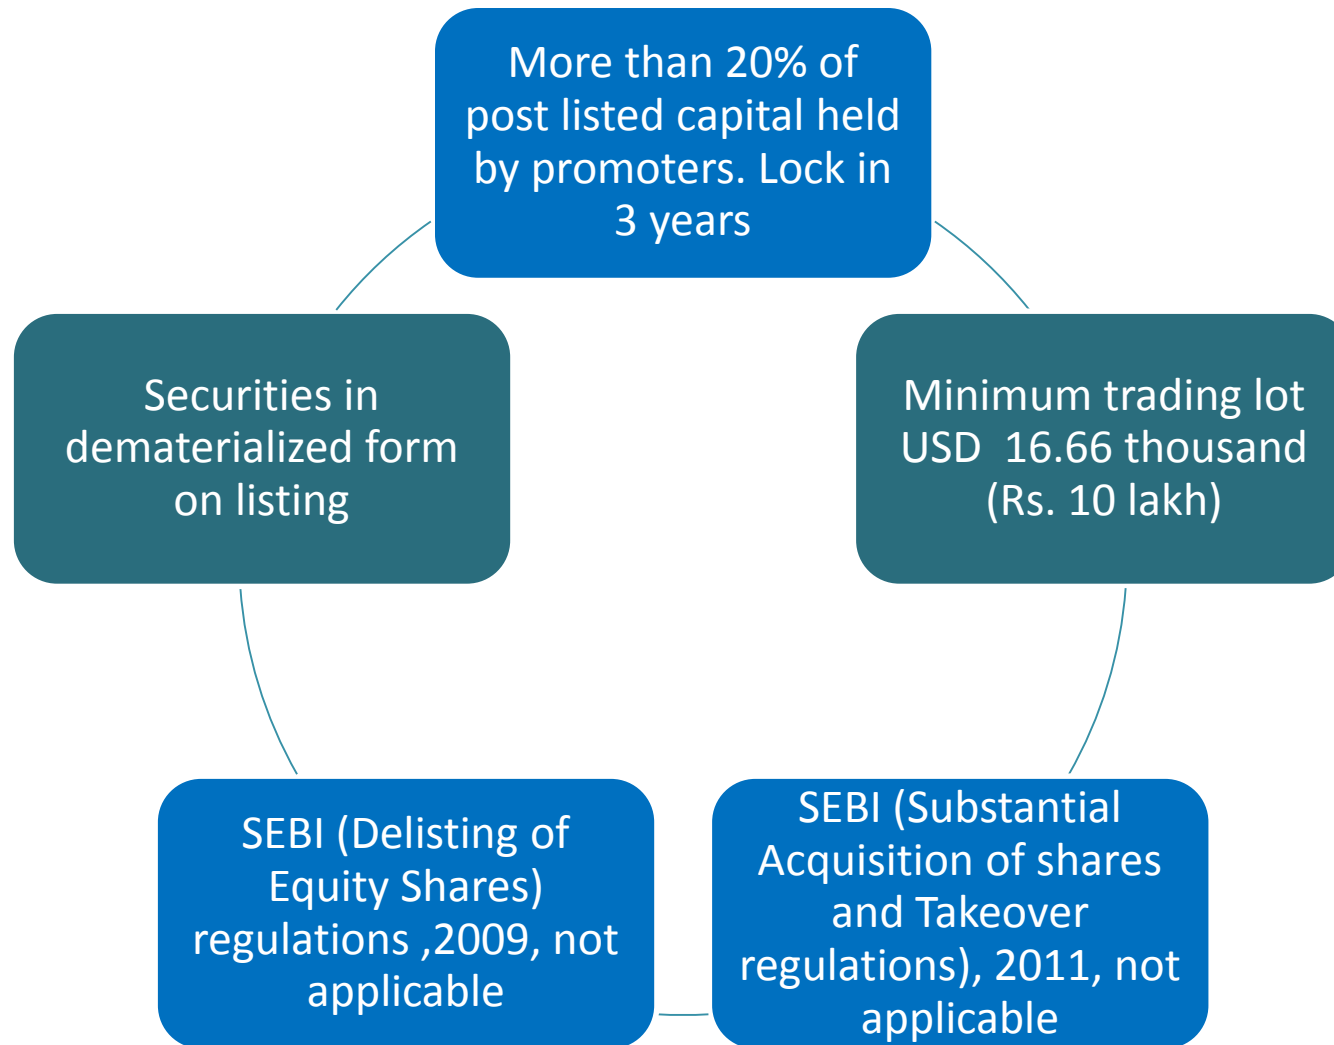 More than 20% of
post listed capital held
by promoters. Lock in
3 years
Securities in
dematerialized form
on listing
Minimum trading lot
USD 16.66 thousand
(Rs. 10 lakh)
SEBI (Delisting of
Equity Shares)
regulations ,2009, not
applicable
SEBI (Substantial
Acquisition of shares
and Takeover
regulations), 2011, not
applicable